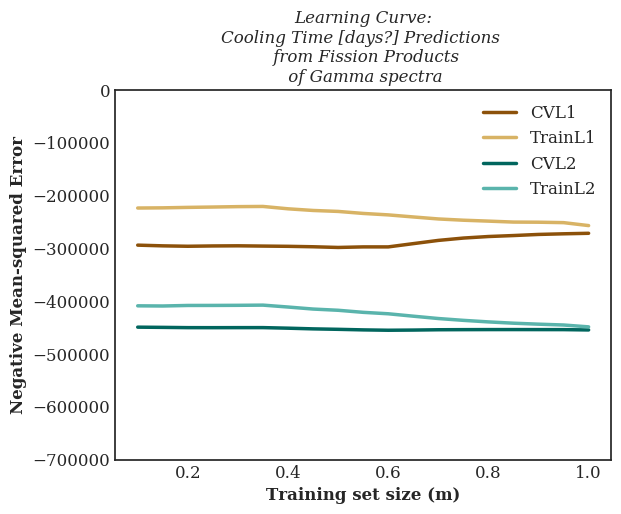 Learning Curve:
Cooling Time [days?] Predictions
from Fission Products
of Gamma spectra
0
−100000
−200000
−300000
−400000
−500000
−600000
−700000
Negative Mean-squared Error
CVL1
TrainL1
CVL2
TrainL2
0.2
0.4
0.6
0.8
1.0
Training set size (m)